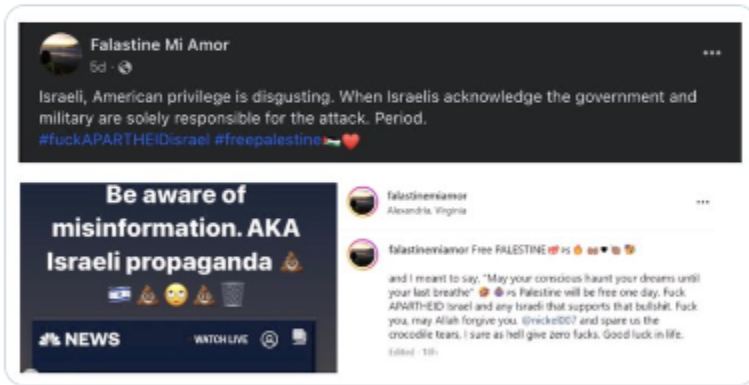 Falastine Mi Amor
5d ·
Israeli, American privilege is disgusting. When Israelis acknowledge the government and
military are solely responsible for the attack. Period.
#fuckAPARTHEIDisrael #freepalestine🇵🇸❤️
Be aware of
misinformation. AKA
Israeli propaganda 💩
🇮🇱💩🙄💩🗑️
NEWS
WATCH LIVE
falastinemiamor
Alexandria, Virginia
falastinemiamor Free PALESTINE
and I meant to say, "May your conscious haunt your dreams until
your last breathe" PS Palestine will be free one day. Fuck
APARTHEID Israel and any Israeli that supports that bullshit. Fuck
you, may Allah forgive you. @nickel007 and spare us the
crocodile tears, I sure as hell give zero fucks. Good luck in life.
Edited · 18h